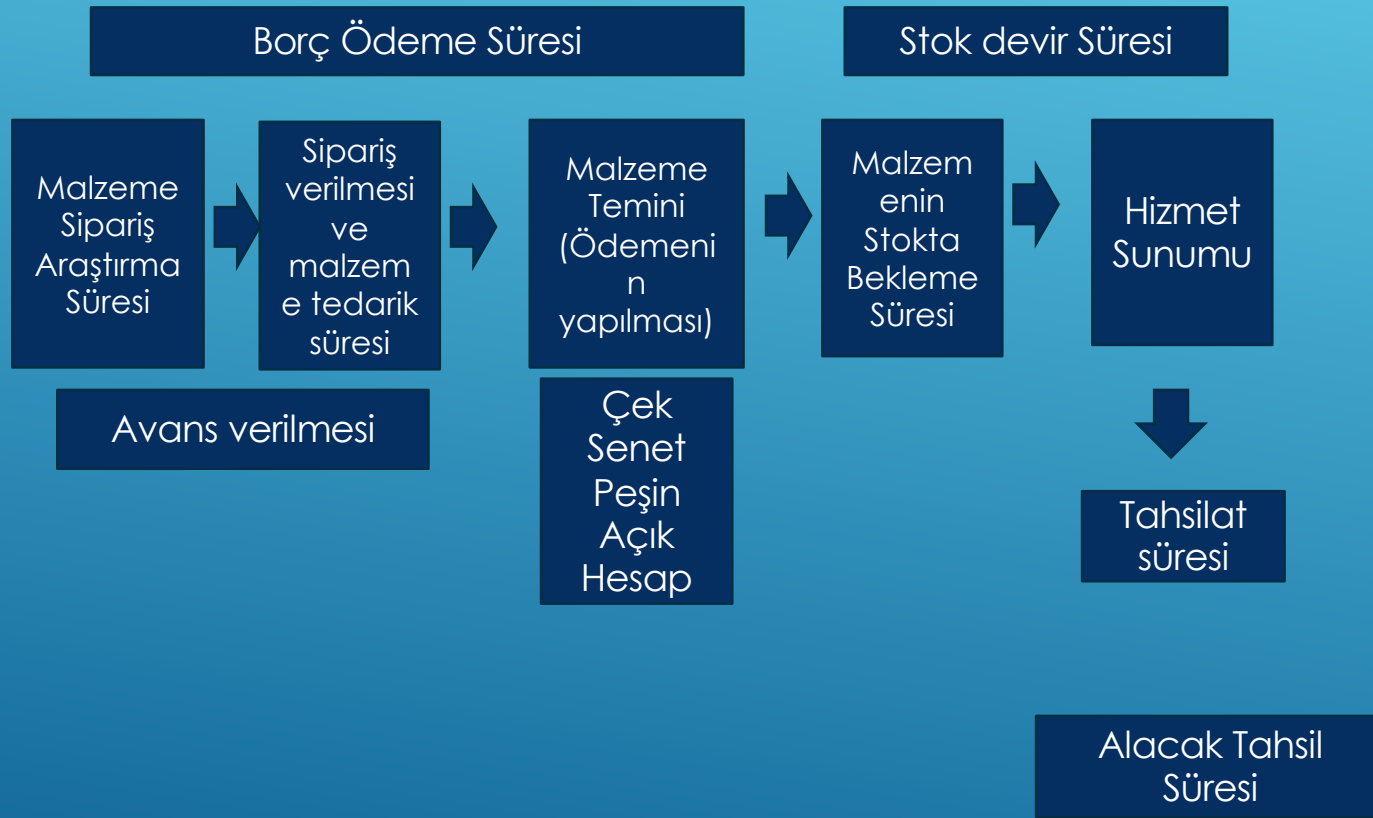 Borç Ödeme Süresi
Stok devir Süresi
Malzeme
Sipariş
Araştırma
Süresi
Sipariş
verilmesi
ve
malzem
e tedarik
süresi
Malzeme
Temini
(Ödemeni
n
yapılması)
Malzem
enin
Stokta
Bekleme
Süresi
Hizmet
Sunumu
Avans verilmesi
Çek
Senet
Peşin
Açık
Hesap
Tahsilat
süresi
Alacak Tahsil
Süresi